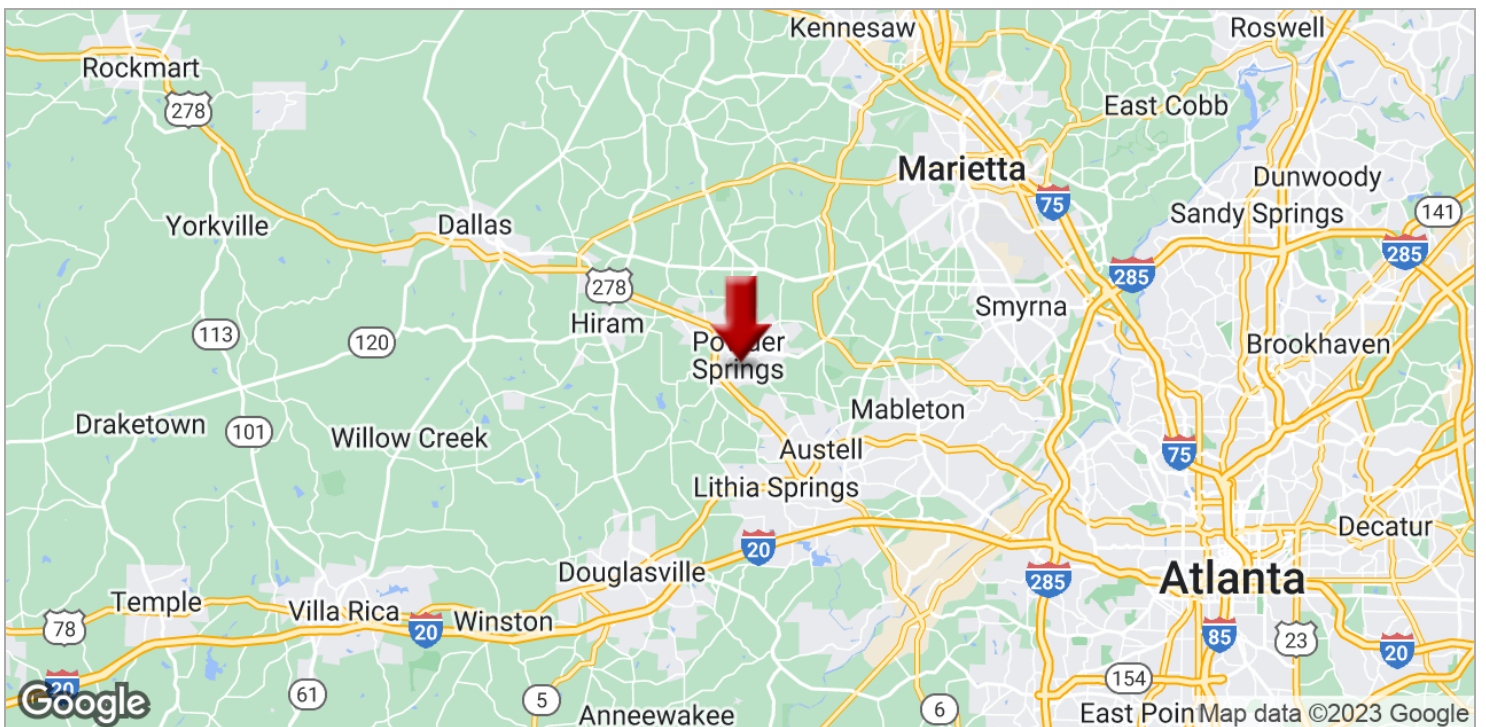 Kennesaw
Roswell
Rockmart
278
East Cobb
Marietta
Dunwoody
75
Sandy Springs
141
Yorkville
Dallas
285
285
278
Smyrna
Hiram
113
120
Powder
Springs
Brookhaven
Mableton
Draketown
101
Willow Creek
Austell
75
Lithia Springs
Decatur
20
Douglasville
285
Atlanta
Temple
Villa Rica
Winston
78
20
85
23
20
20
61
5
154
6
Anneewakee
East Poin
Google
Map data ©2023 Google